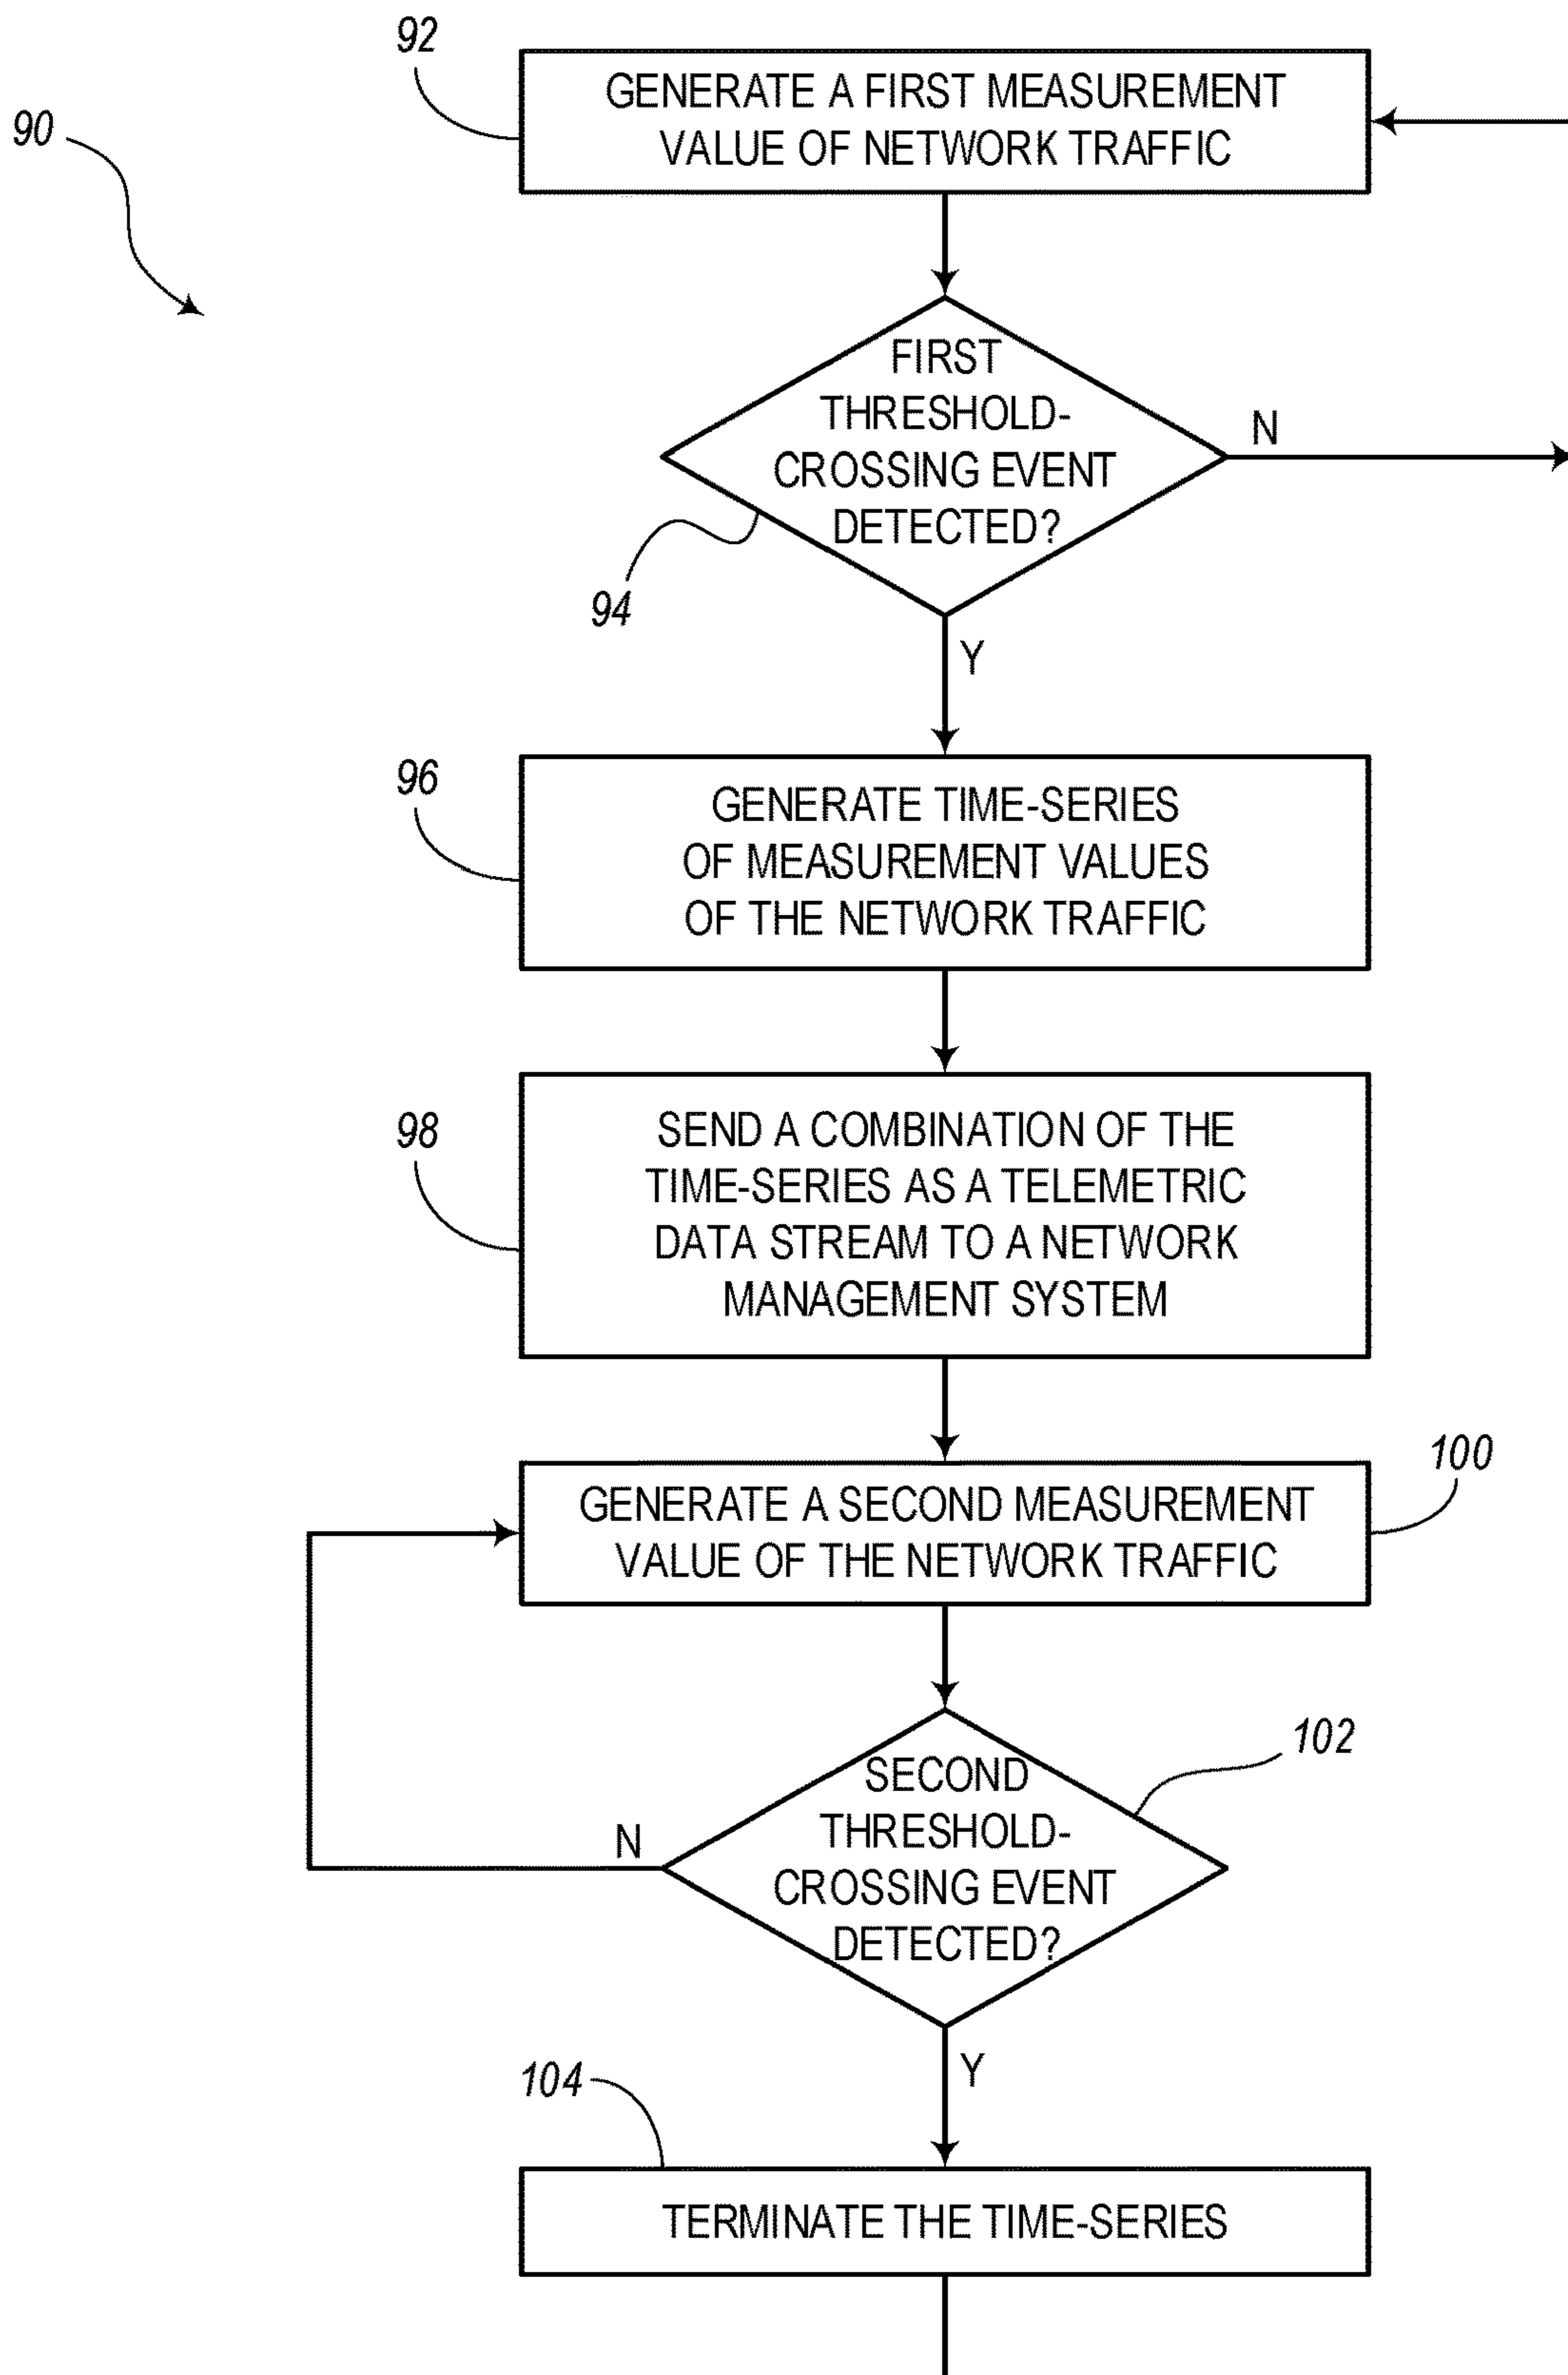 92
GENERATE A FIRST MEASUREMENT
VALUE OF NETWORK TRAFFIC
90
FIRST
THRESHOLD-
CROSSING EVENT
DETECTED?
N
94
Y
96
GENERATE TIME-SERIES
OF MEASUREMENT VALUES
OF THE NETWORK TRAFFIC
98
SEND A COMBINATION OF THE
TIME-SERIES AS A TELEMETRIC
DATA STREAM TO A NETWORK
MANAGEMENT SYSTEM
100
GENERATE A SECOND MEASUREMENT
VALUE OF THE NETWORK TRAFFIC
102
SECOND
THRESHOLD-
CROSSING EVENT
DETECTED?
N
Y
104
TERMINATE THE TIME-SERIES